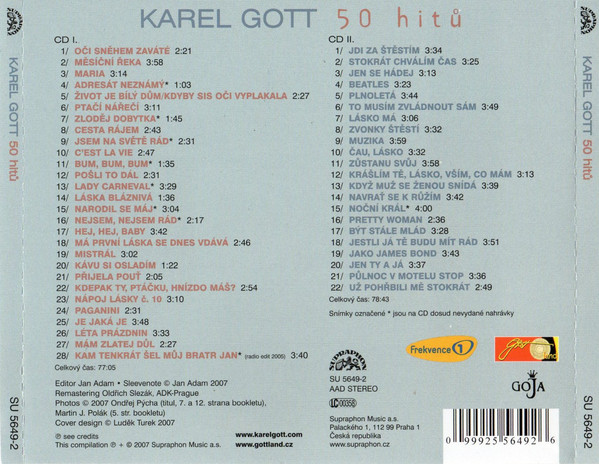 KAREL GOTT 50 hitů
SUPRAPHON
KAREL GOTT 50 hitů
SU 5649-2
CD I.
1/ OČI SNĚHEM ZAVÁTÉ 2:21
2/ MĚSÍČNÍ ŘEKA 3:58
3/ MARIA 3:14
4/ ADRESÁT NEZNÁMÝ* 1:03
5/ ŽIVOT JE BÍLÝ DŮM/KDYBY SIS OČI VYPLAKALA 2:27
6/ PTAČÍ NÁŘEČÍ 3:11
7/ ZLODĚJ DOBYTKA* 1:45
8/ CESTA RÁJEM 2:43
9/ JSEM NA SVĚTĚ RÁD* 2:31
10/ C'EST LA VIE 2:47
11/ BUM, BUM, BUM* 1:35
12/ POŠLI TO DÁL 2:31
13/ LADY CARNEVAL* 3:29
14/ LÁSKA BLÁZNIVÁ 3:36
15/ NARODIL SE MÁJ* 3:04
16/ NEJSEM, NEJSEM RÁD* 2:17
17/ HEJ, HEJ, BABY 3:42
18/ MÁ PRVNÍ LÁSKA SE DNES VDÁVÁ 2:46
19/ MISTRÁL 3:02
20/ KÁVU SI OSLADÍM 1:22
21/ PŘIJELA POUŤ 2:05
22/ KDEPAK TY, PTÁČKU, HNÍZDO MÁŠ? 2:56
23/ NÁPOJ LÁSKY č. 10 3:10
24/ PAGANINI 2:41
25/ JE JAKÁ JE 3:48
26/ LÉTA PRÁZDNIN 3:33
27/ MÁM ZLATEJ DŮL 2:24
28/ KAM TENKRÁT ŠEL MŮJ BRATR JAN* (radio edit 2005) 3:40
Celkový čas: 77:05
CD II.
1/ JDI ZA ŠTĚSTÍM 3:34
2/ STOKRÁT CHVÁLÍM ČAS 3:25
3/ JEN SE HÁDEJ 3:13
4/ BEATLES 3:23
5/ PLNOLETÁ 3:44
6/ TO MUSÍM ZVLÁDNOUT SÁM 3:49
7/ LÁSKO MÁ 3:06
8/ ZVONKY ŠTĚSTÍ 3:32
9/ MUZIKA 3:59
10/ ČAU, LÁSKO 3:32
11/ ZŮSTANU SVŮJ 3:58
12/ KRÁŠLÍM TĚ, LÁSKO, VŠÍM, CO MÁM 3:13
13/ KDYŽ MUŽ SE ŽENOU SNÍDÁ 3:39
14/ NAVRAŤ SE K RŮŽÍM 3:42
15/ NOČNÍ KRÁL* 4:00
16/ PRETTY WOMAN 2:36
17/ BÝT STÁLE MLÁD 3:28
18/ JESTLI JÁ TĚ BUDU MÍT RÁD 3:51
19/ JAKO JAMES BOND 3:43
20/ JEN TY A JÁ 3:37
21/ PŮLNOC V MOTELU STOP 3:36
22/ UŽ POHŘBILI MĚ STOKRÁT 2:49
Celkový čas: 78:43
Snímky označené * jsou na CD dosud nevydané nahrávky
Editor Jan Adam • Sleevenote © Jan Adam 2007
Remastering Oldřich Slezák, ADK-Prague
Photos © 2007 Ondřej Pýcha (titul, 7. a 12. strana bookletu),
Martin J. Polák (5. str. bookletu)
Cover design © Luděk Turek 2007
℗ see credits
This compilation ℗ + © 2007 Supraphon Music a.s.
www.karelgott.com
www.gottland.cz
SUPRAPHON
SU 5649-2
AAD STEREO
LC 00358
Supraphon Music a.s.
Palackého 1, 112 99 Praha 1
Česká republika
www.supraphon.cz
Frekvence 1
GOJA
0 99925 56492 6
SUPRAPHON
KAREL GOTT 50 hitů
SU 5649-2